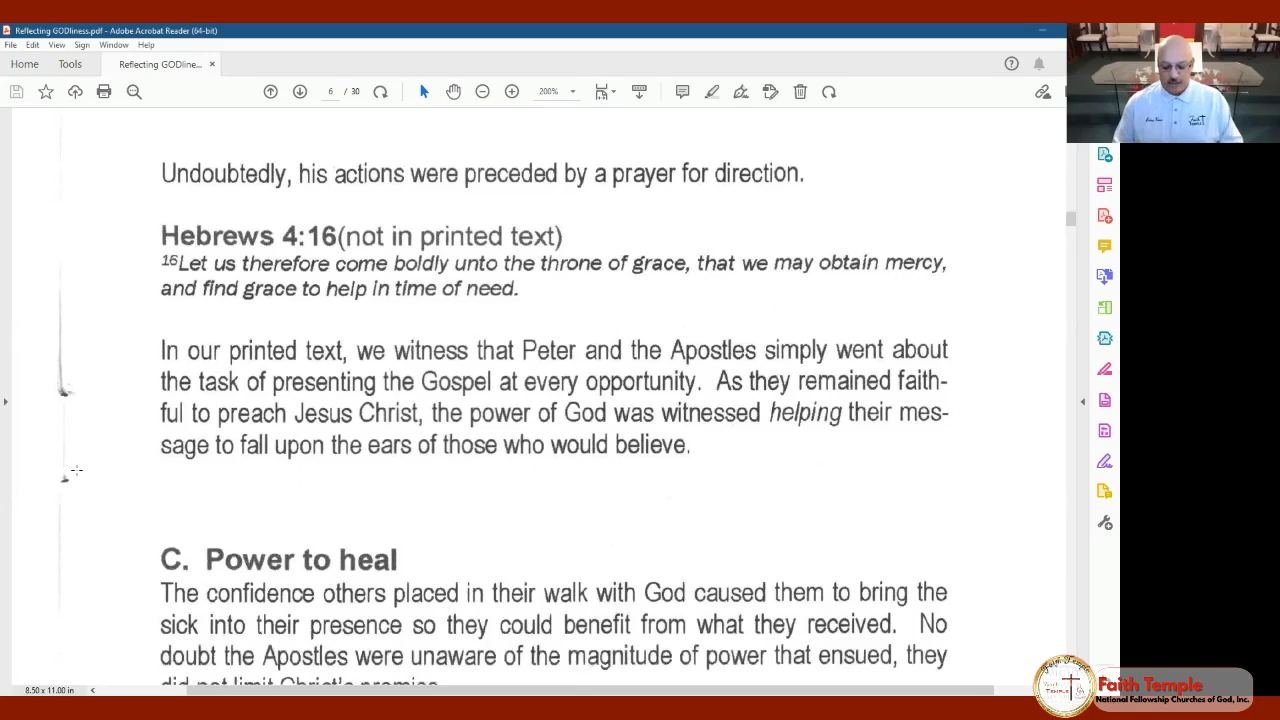 Reflecting GODliness.pdf - Adobe Acrobat Reader (64-bit)
File Edit View Sign Window Help
Home Tools Reflecting GODline... ×
6 / 30 200%
Undoubtedly, his actions were preceded by a prayer for direction.
Hebrews 4:16(not in printed text)
16Let us therefore come boldly unto the throne of grace, that we may obtain mercy,
and find grace to help in time of need.
In our printed text, we witness that Peter and the Apostles simply went about
the task of presenting the Gospel at every opportunity. As they remained faith-
ful to preach Jesus Christ, the power of God was witnessed helping their mes-
sage to fall upon the ears of those who would believe.
C. Power to heal
The confidence others placed in their walk with God caused them to bring the
sick into their presence so they could benefit from what they received. No
doubt the Apostles were unaware of the magnitude of power that ensued, they
did not limit Christ's promise
8.50 x 11.00 in
Faith Temple
National Fellowship Churches of God, Inc.